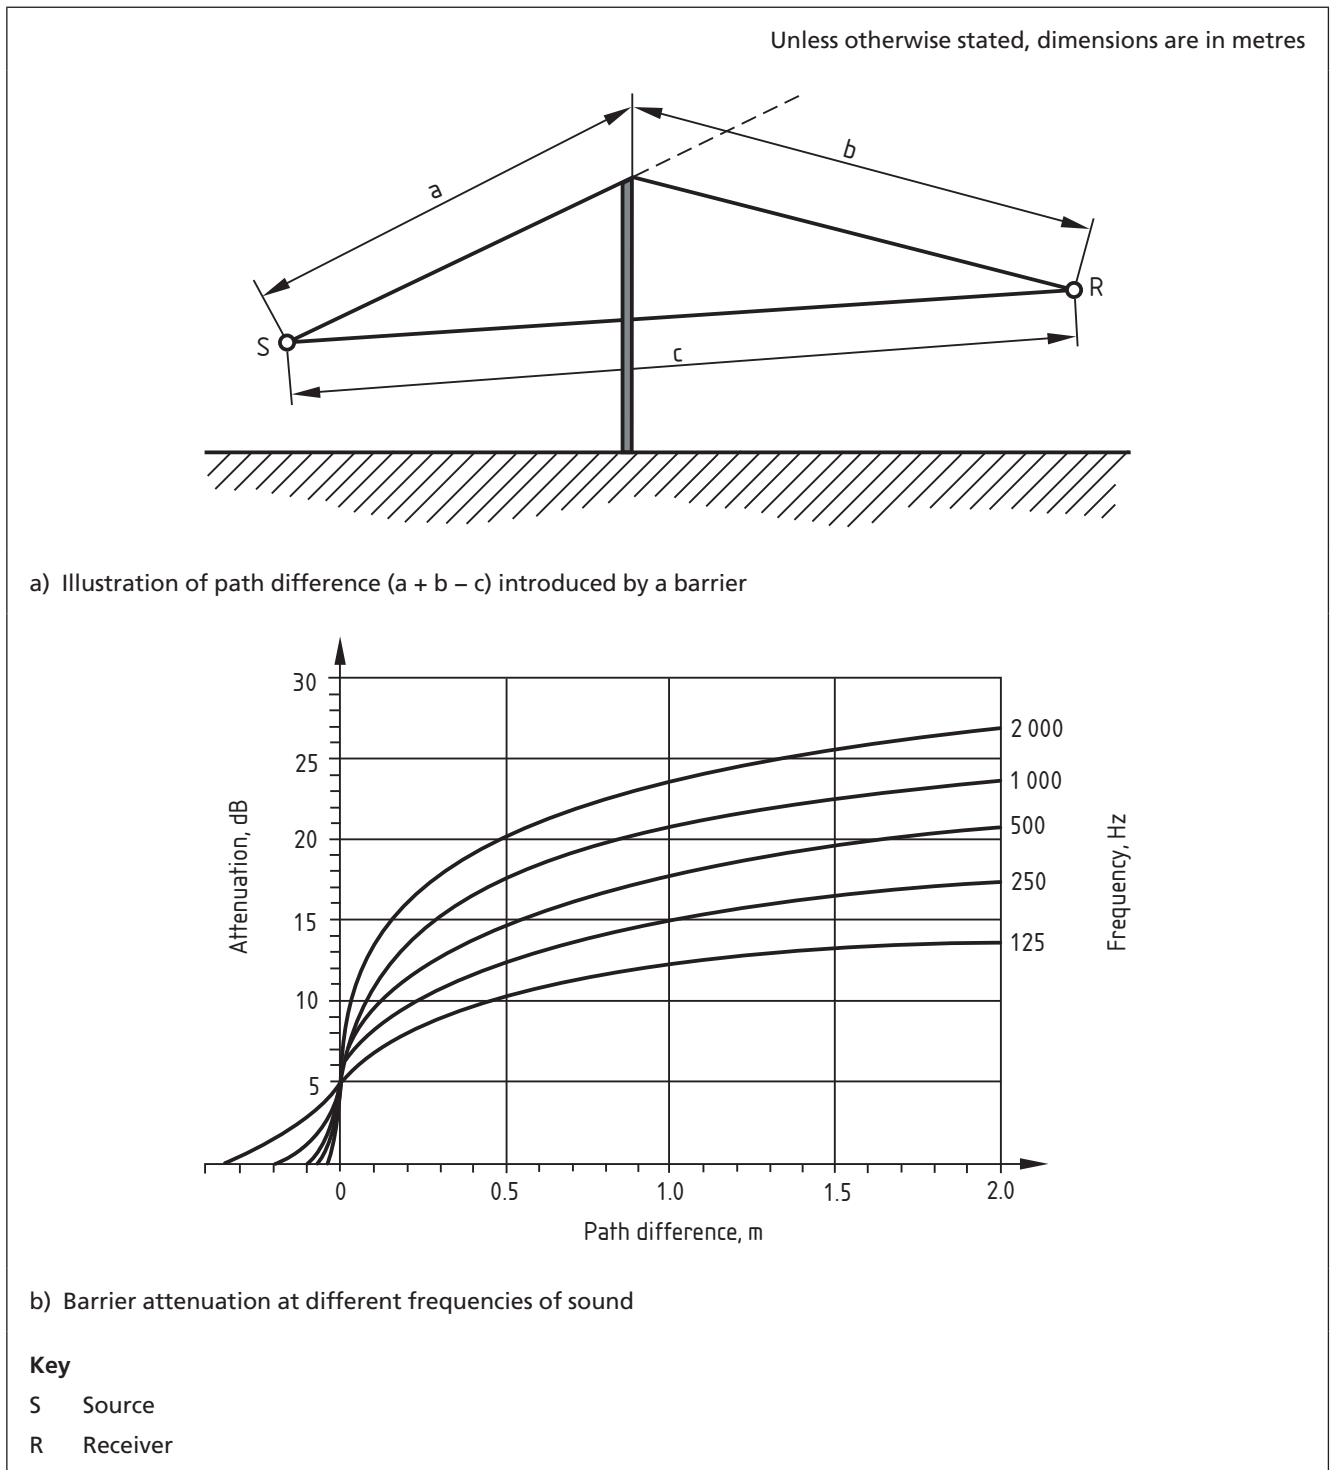 Unless otherwise stated, dimensions are in metres
a
b
S
R
c
a) Illustration of path difference (a + b – c) introduced by a barrier
30
25
20
15
10
5
Attenuation, dB
2 000
1 000
500
250
125
Frequency, Hz
0 0.5 1.0 1.5 2.0
Path difference, m
b) Barrier attenuation at different frequencies of sound
Key
S Source
R Receiver